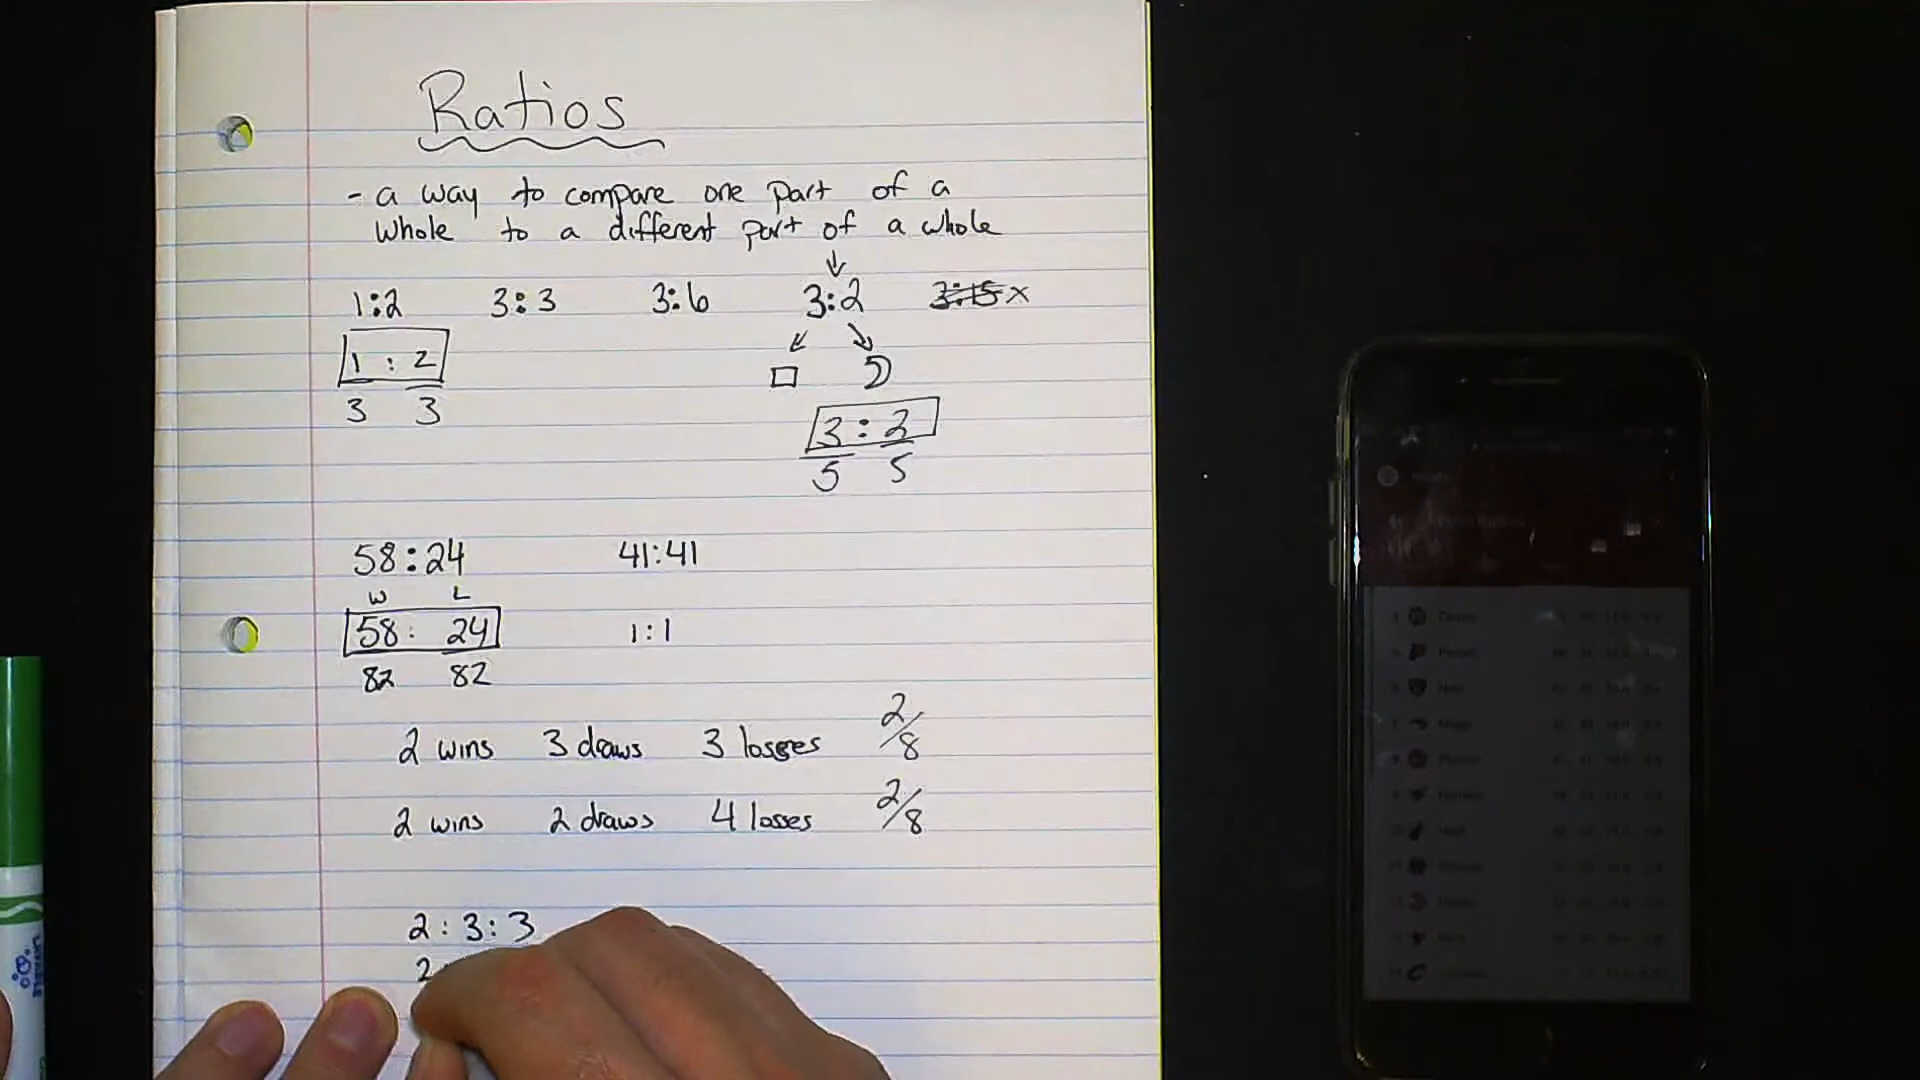 Ratios
- a way to compare one part of a
whole to a different part of a whole
1:2 3:3 3:6 3:2 3:15 x
1 : 2
3 3
3 : 2
5 5
58:24 41:41
W L
58: 24 1:1
82 82
2 wins 3 draws 3 losses 2/8
2 wins 2 draws 4 losses 2/8
2 : 3 : 3
2